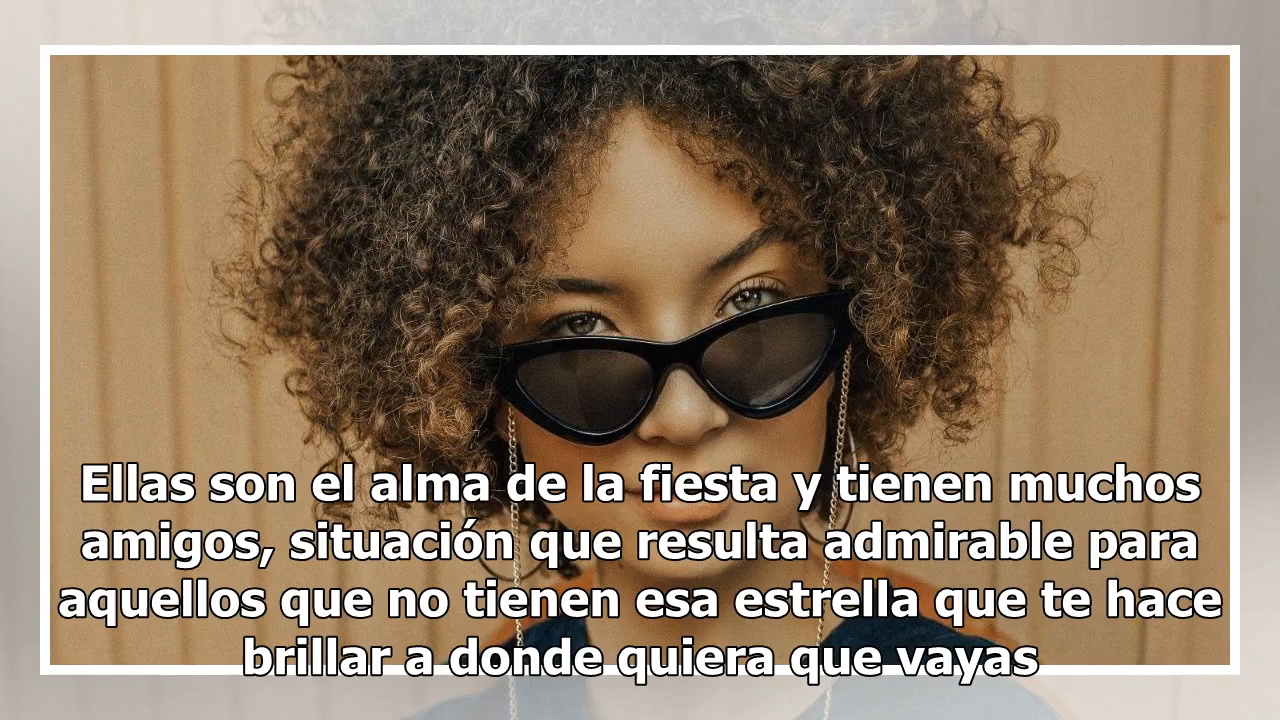 Ellas son el alma de la fiesta y tienen muchos
amigos, situación que resulta admirable para
aquellos que no tienen esa estrella que te hace
brillar a donde quiera que vayas